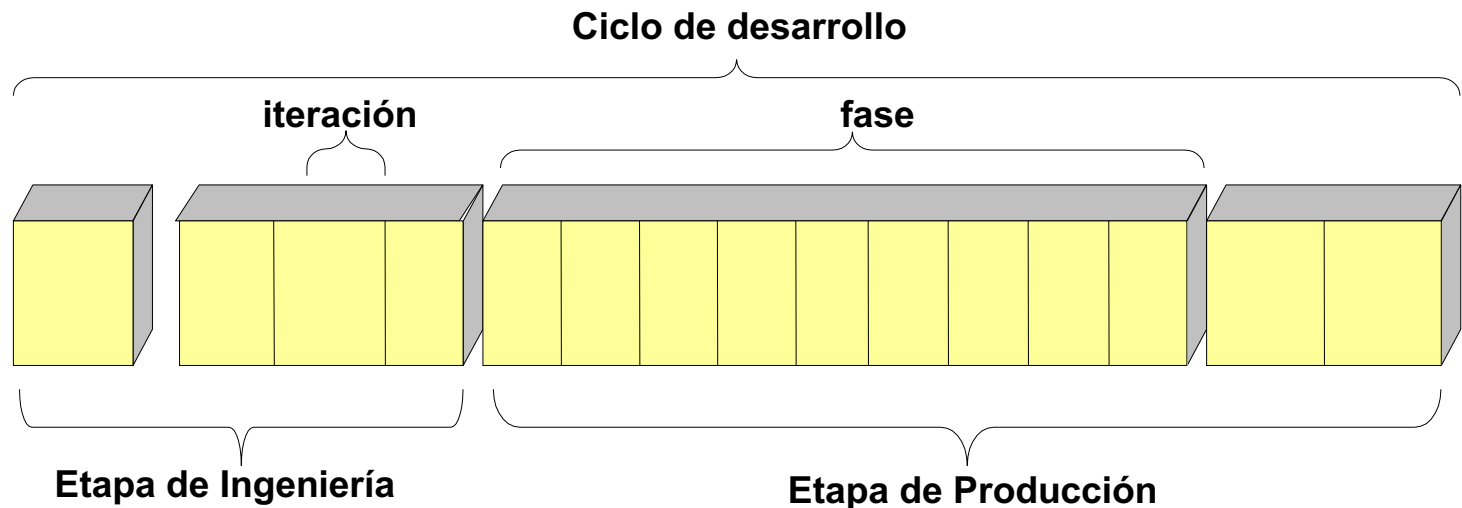 Ciclo de desarrollo
iteración
fase
Etapa de Ingeniería
Etapa de Producción